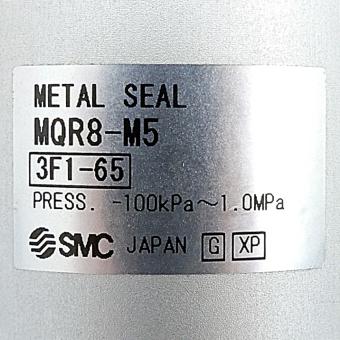 METAL SEAL
MQR8-M5
3F1-65
PRESS. -100kPa～1.0MPa
SMC JAPAN G XP